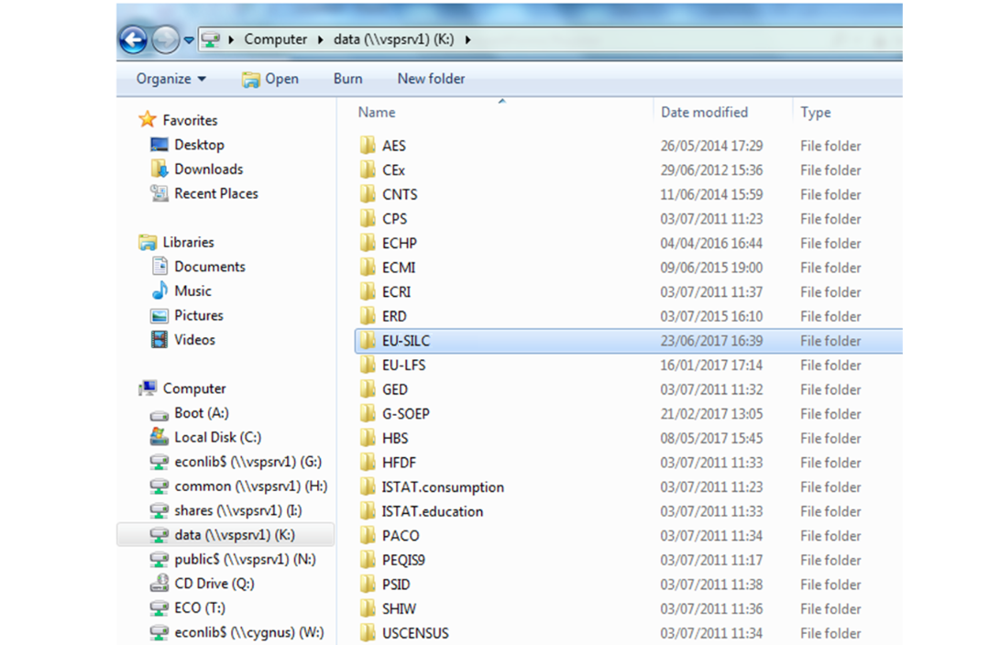 Computer data (\\vspsrv1) (K:)
Organize Open Burn New folder
Favorites
Desktop
Downloads
Recent Places
Libraries
Documents
Music
Pictures
Videos
Computer
Boot (A:)
Local Disk (C:)
econlib$ (\\vspsrv1) (G:)
common (\\vspsrv1) (H:)
shares (\\vspsrv1) (I:)
data (\\vspsrv1) (K:)
public$ (\\vspsrv1) (N:)
CD Drive (Q:)
ECO (T:)
econlib$ (\\cygnus) (W:)
Name Date modified Type
AES 26/05/2014 17:29 File folder
CEx 29/06/2012 15:36 File folder
CNTS 11/06/2014 15:59 File folder
CPS 03/07/2011 11:23 File folder
ECHP 04/04/2016 16:44 File folder
ECMI 09/06/2015 19:00 File folder
ECRI 03/07/2011 11:37 File folder
ERD 03/07/2015 16:10 File folder
EU-SILC 23/06/2017 16:39 File folder
EU-LFS 16/01/2017 17:14 File folder
GED 03/07/2011 11:32 File folder
G-SOEP 21/02/2017 13:05 File folder
HBS 08/05/2017 15:45 File folder
HFDF 03/07/2011 11:33 File folder
ISTAT.consumption 03/07/2011 11:23 File folder
ISTAT.education 03/07/2011 11:33 File folder
PACO 03/07/2011 11:34 File folder
PEQIS9 03/07/2011 11:17 File folder
PSID 03/07/2011 11:38 File folder
SHIW 03/07/2011 11:36 File folder
USCENSUS 03/07/2011 11:34 File folder